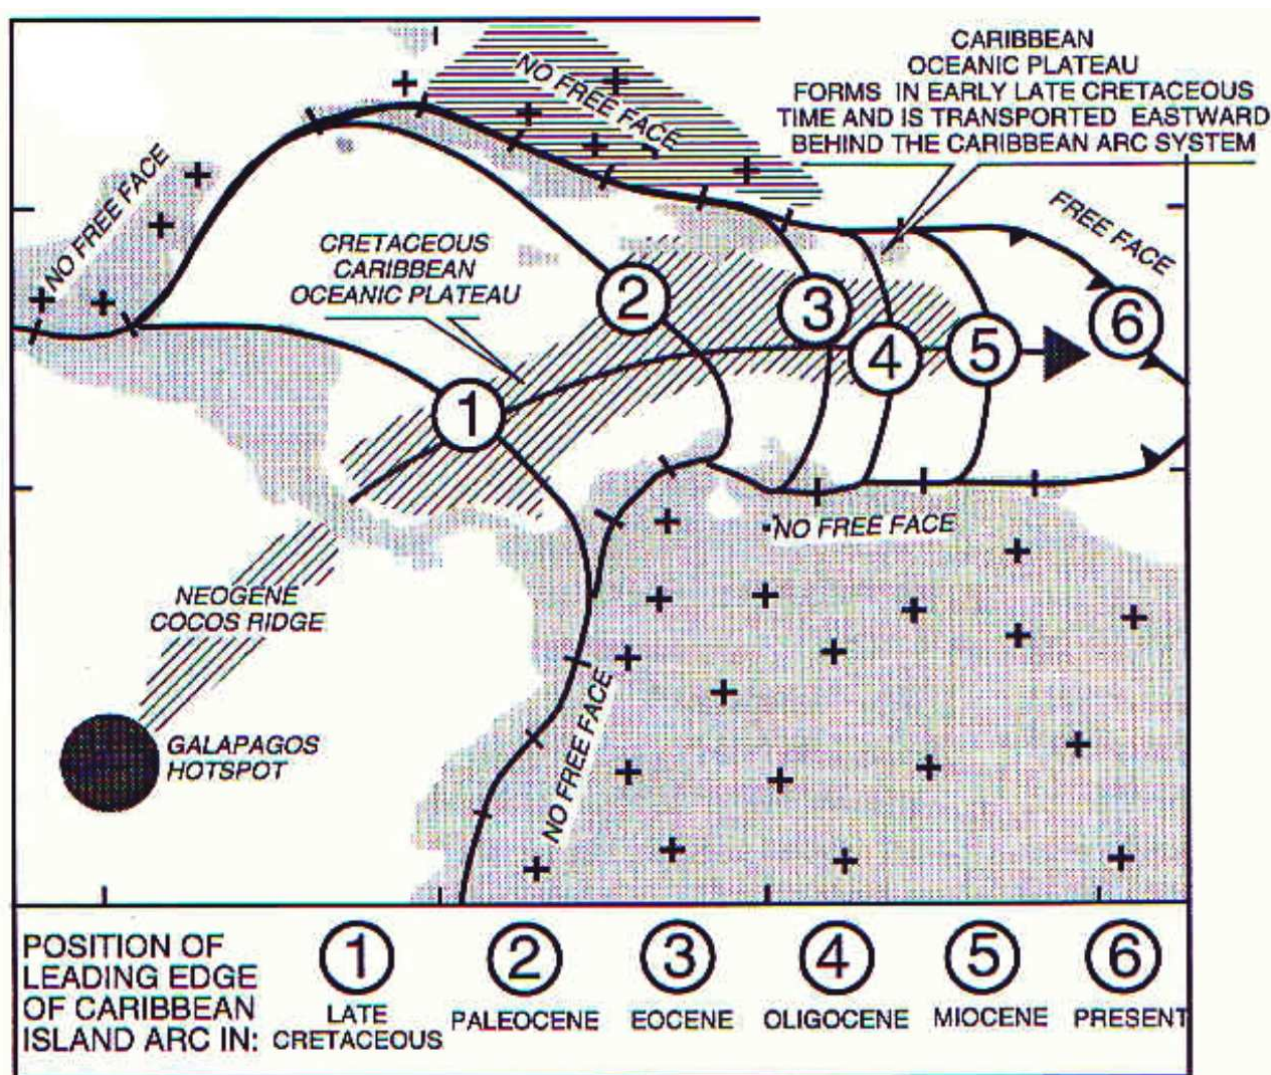 CARIBBEAN
OCEANIC PLATEAU
FORMS IN EARLY LATE CRETACEOUS
TIME AND IS TRANSPORTED EASTWARD
BEHIND THE CARIBBEAN ARC SYSTEM
NO FREE FACE
NO FREE FACE
FREE FACE
CRETACEOUS
CARIBBEAN
OCEANIC PLATEAU
2
3
6
4
5
1
NO FREE FACE
NEOGENE
COCOS RIDGE
NO FREE FACE
GALAPAGOS
HOTSPOT
POSITION OF
LEADING EDGE
OF CARIBBEAN
ISLAND ARC IN:
1
LATE
CRETACEOUS
2
PALEOCENE
3
EOCENE
4
OLIGOCENE
5
MIOCENE
6
PRESENT